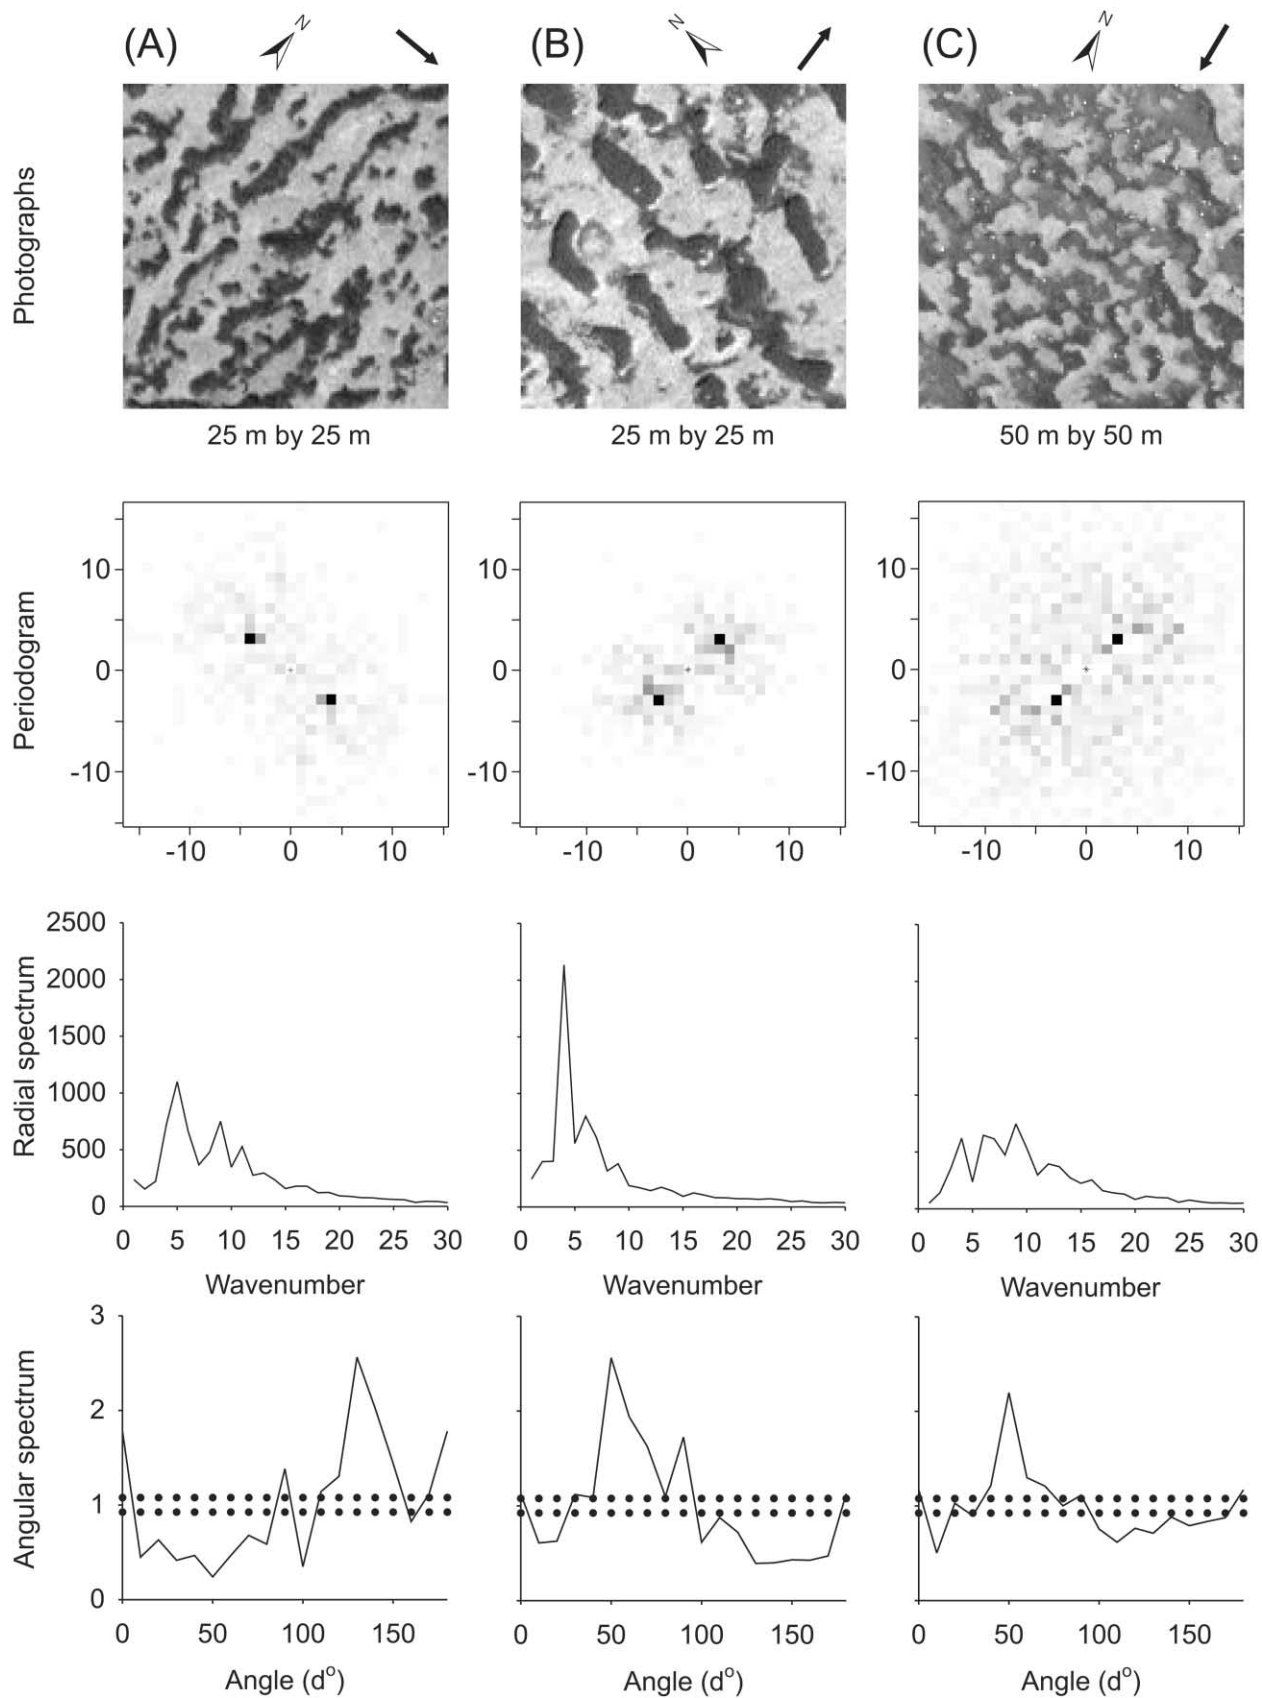 (A) N (B) N (C) N
Photographs
25 m by 25 m 25 m by 25 m 50 m by 50 m
Periodogram
10 10 10
0 0 0
-10 -10 -10
-10 0 10 -10 0 10 -10 0 10
Radial spectrum
2500
2000
1500
1000
500
0
0 5 10 15 20 25 30 0 5 10 15 20 25 30 0 5 10 15 20 25 30
Wavenumber Wavenumber Wavenumber
Angular spectrum
3
2
1
0
0 50 100 150 0 50 100 150 0 50 100 150
Angle (dº) Angle (dº) Angle (dº)